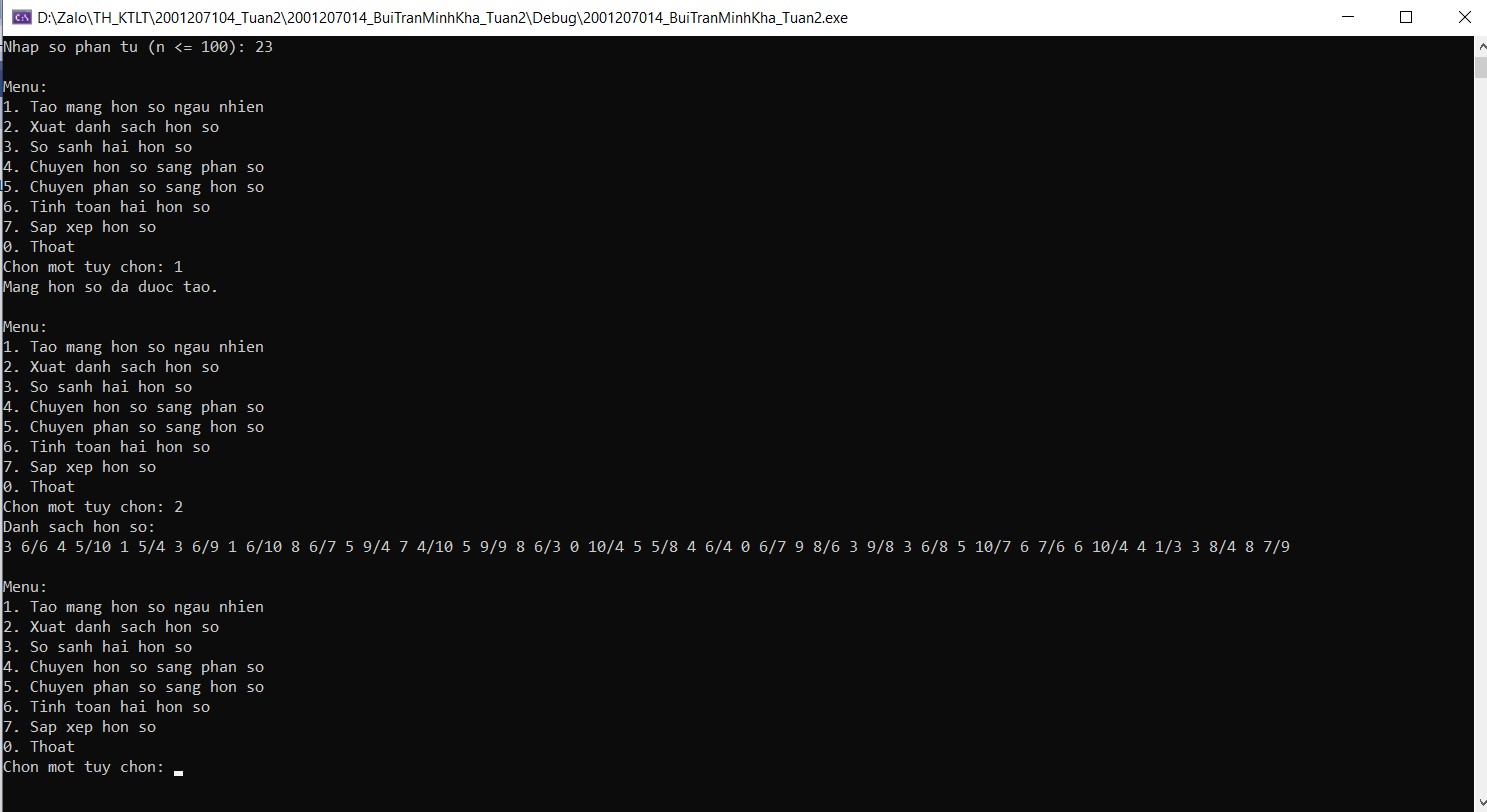 D:\Zalo\TH_KTLT\2001207104_Tuan2\2001207014_BuiTranMinhKha_Tuan2\Debug\2001207014_BuiTranMinhKha_Tuan2.exe
Nhap so phan tu (n <= 100): 23
Menu:
1. Tao mang hon so ngau nhien
2. Xuat danh sach hon so
3. So sanh hai hon so
4. Chuyen hon so sang phan so
5. Chuyen phan so sang hon so
6. Tinh toan hai hon so
7. Sap xep hon so
0. Thoat
Chon mot tuy chon: 1
Mang hon so da duoc tao.
Menu:
1. Tao mang hon so ngau nhien
2. Xuat danh sach hon so
3. So sanh hai hon so
4. Chuyen hon so sang phan so
5. Chuyen phan so sang hon so
6. Tinh toan hai hon so
7. Sap xep hon so
0. Thoat
Chon mot tuy chon: 2
Danh sach hon so:
3 6/6 4 5/10 1 5/4 3 6/9 1 6/10 8 6/7 5 9/4 7 4/10 5 9/9 8 6/3 0 10/4 5 5/8 4 6/4 0 6/7 9 8/6 3 9/8 3 6/8 5 10/7 6 7/6 6 10/4 4 1/3 3 8/4 8 7/9
Menu:
1. Tao mang hon so ngau nhien
2. Xuat danh sach hon so
3. So sanh hai hon so
4. Chuyen hon so sang phan so
5. Chuyen phan so sang hon so
6. Tinh toan hai hon so
7. Sap xep hon so
0. Thoat
Chon mot tuy chon: